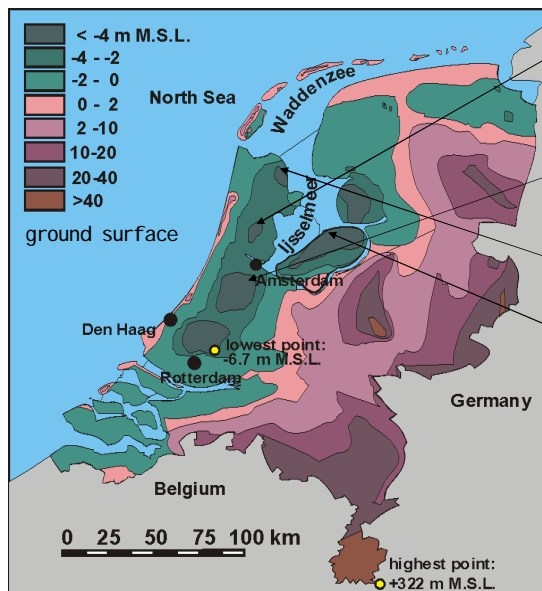 < -4 m M.S.L.
-4 - -2
-2 - 0
0 - 2
2 -10
10-20
20-40
>40
ground surface
North Sea
Waddenzee
Ijsselmeer
Amsterdam
Den Haag
lowest point:
-6.7 m M.S.L.
Rotterdam
Germany
Belgium
0 25 50 75 100 km
highest point:
+322 m M.S.L.